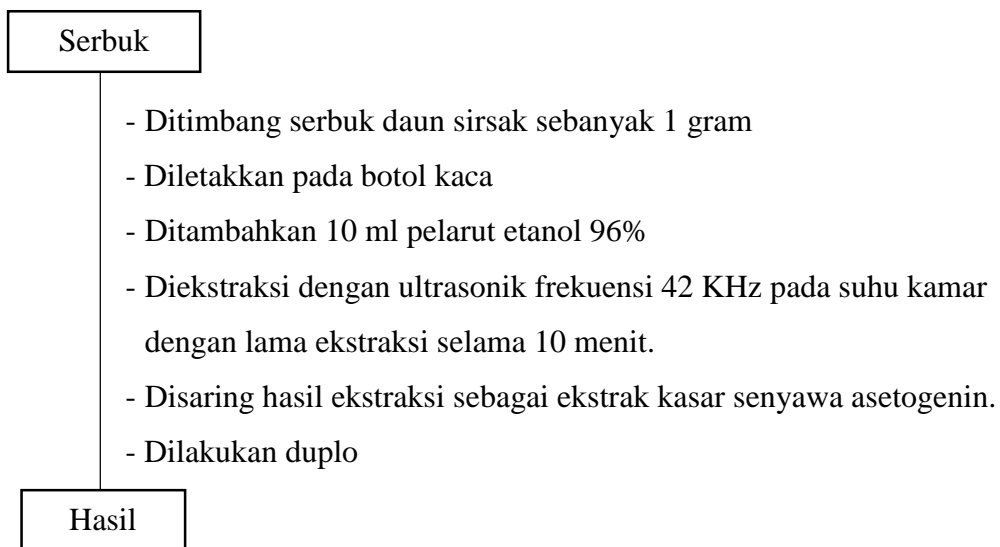 Serbuk
- Ditimbang serbuk daun sirsak sebanyak 1 gram
- Diletakkan pada botol kaca
- Ditambahkan 10 ml pelarut etanol 96%
- Diekstraksi dengan ultrasonik frekuensi 42 KHz pada suhu kamar
dengan lama ekstraksi selama 10 menit.
- Disaring hasil ekstraksi sebagai ekstrak kasar senyawa asetogenin.
- Dilakukan duplo
Hasil